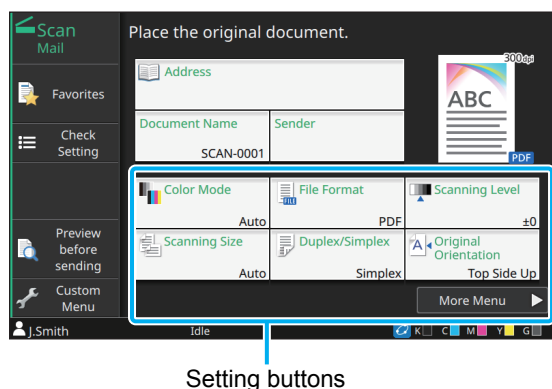 Scan
Mail
Place the original document.
300dpi
Address
ABC
PDF
Favorites
Document Name
Sender
SCAN-0001
Check
Setting
Color Mode
File Format
Scanning Level
FILE
Auto
PDF
±0
Scanning Size
Duplex/Simplex
A
Original
Orientation
Auto
Simplex
Top Side Up
Preview
before
sending
Custom
Menu
More Menu
J.Smith
Idle
K C M Y G
Setting buttons